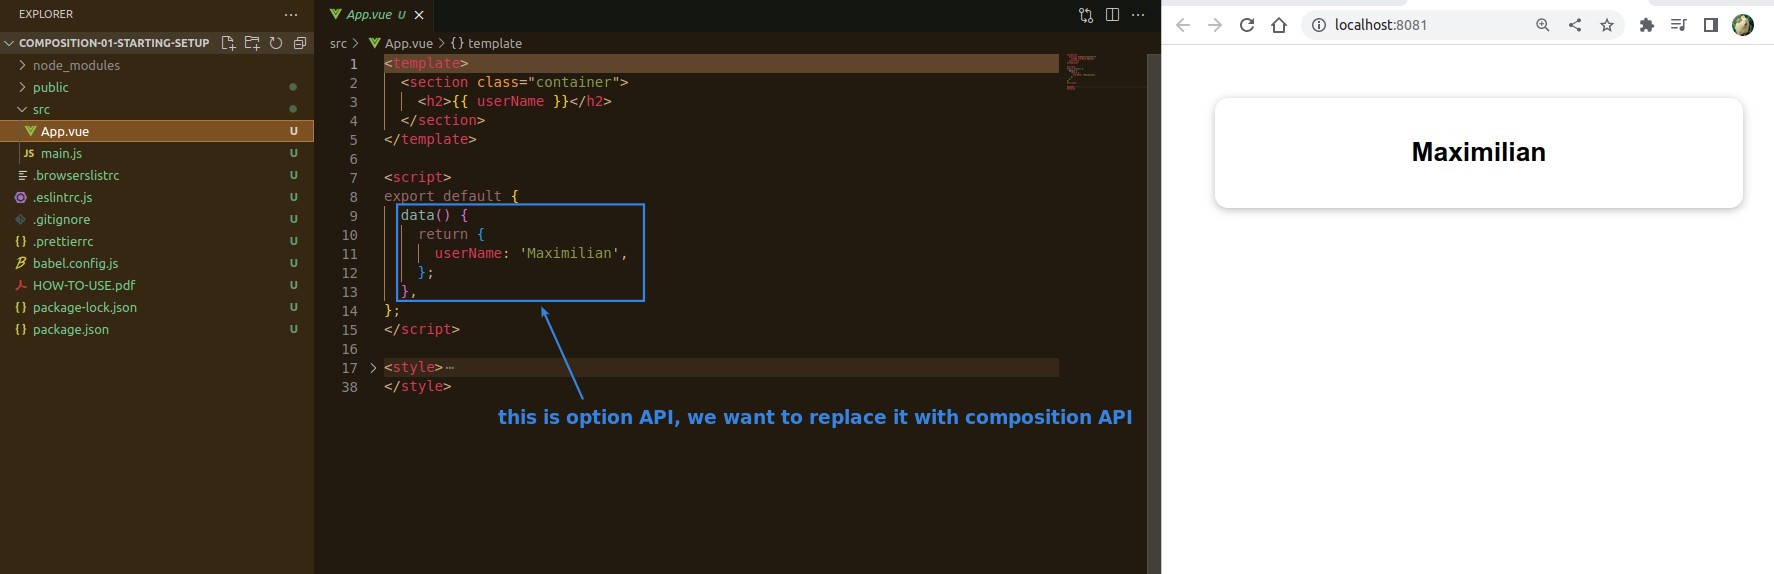 EXPLORER
COMPOSITION-01-STARTING-SETUP
node_modules
public
src
App.vue U
JS main.js U
.browserslistrc U
.eslintrc.js U
.gitignore U
{} .prettierrc U
babel.config.js U
HOW-TO-USE.pdf U
{} package-lock.json U
{} package.json U
App.vue U
src > App.vue > {} template
1 <template>
2 <section class="container">
3 <h2>{{ userName }}</h2>
4 </section>
5 </template>
6
7 <script>
8 export default {
9 data() {
10 return {
11 userName: 'Maximilian',
12 };
13 },
14 };
15 </script>
16
17 <style>…
38 </style>
this is option API, we want to replace it with composition API
localhost:8081
Maximilian